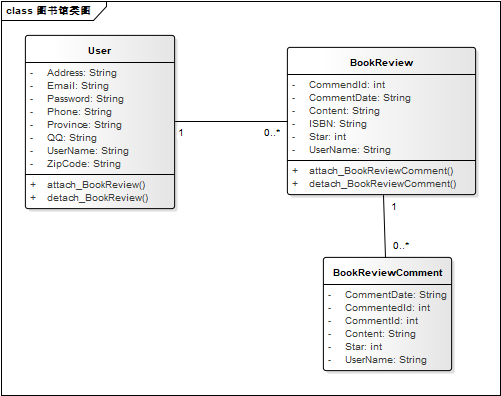 class 图书馆类图
User
- Address: String
- Email: String
- Password: String
- Phone: String
- Province: String
- QQ: String
- UserName: String
- ZipCode: String
+ attach_BookReview()
+ detach_BookReview()
1
0..*
BookReview
- CommendId: int
- CommentDate: String
- Content: String
- ISBN: String
- Star: int
- UserName: String
+ attach_BookReviewComment()
+ detach_BookReviewComment()
1
0..*
BookReviewComment
- CommentDate: String
- CommentedId: int
- CommentId: int
- Content: String
- Star: int
- UserName: String